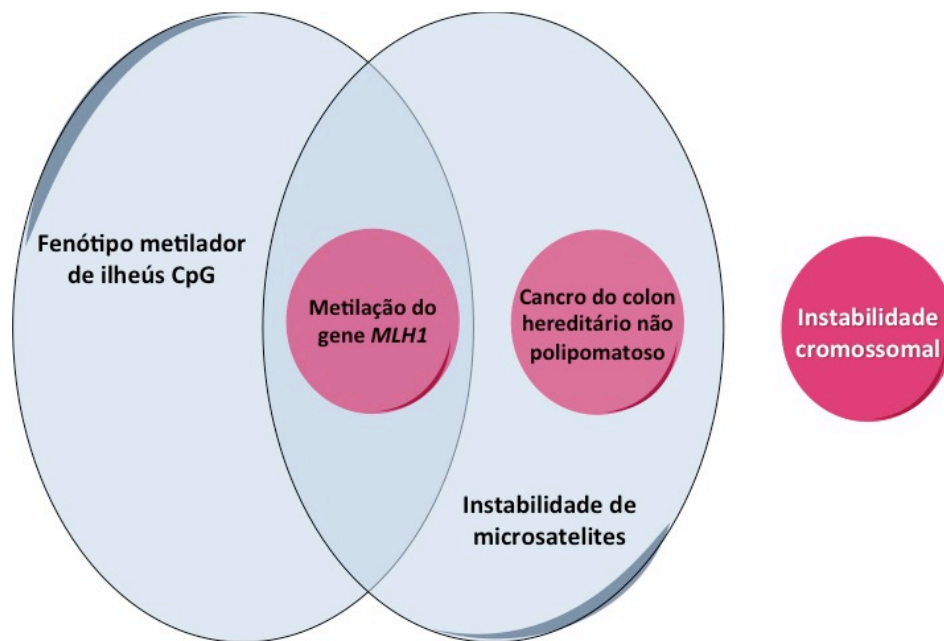 Fenótipo metilador
de ilheús CpG
Metilação do
gene MLH1
Cancro do colon
hereditário não
polipomatoso
Instabilidade
cromossomal
Instabilidade de
microsatelites